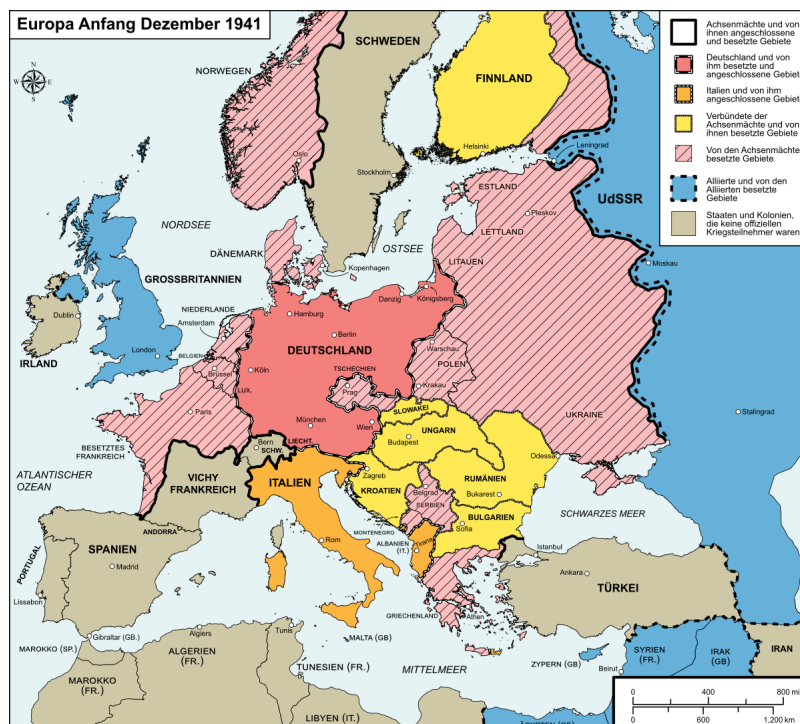 Europa Anfang Dezember 1941
Achsenmächte und von
ihnen angeschlossene
und besetzte Gebiete
Deutschland und von
ihm besetzte und
angeschlossene Gebiete
Italien und von ihm
angeschlossene Gebiete
Verbündete der
Achsenmächte und von
ihnen besetzte Gebiete
Von den Achsenmächte
besetzte Gebiete
Alliierte und von den
Alliierten besetzte
Gebiete
Staaten und Kolonien,
die keine offiziellen
Kriegsteilnehmer waren
N
W
E
S
SCHWEDEN
NORWEGEN
FINNLAND
Oslo
Helsinki
Leningrad
Stockholm
ESTLAND
UdSSR
Pleskov
NORDSEE
LETTLAND
OSTSEE
DÄNEMARK
LITAUEN
Moskau
Kopenhagen
GROSSBRITANNIEN
Danzig
Königsberg
NIEDERLANDE
Hamburg
Dublin
Amsterdam
Berlin
IRLAND
London
BELGIEN
DEUTSCHLAND
Warschau
POLEN
Brüssel
Köln
TSCHECHIEN
Prag
Krakau
LUX.
Paris
SLOWAKEI
Stalingrad
UKRAINE
München
Wien
UNGARN
BESETZTES
FRANKREICH
Bern
SCHW.
LIECHT.
Budapest
Odessa
ATLANTISCHER
OZEAN
VICHY
FRANKREICH
ITALIEN
Zagreb
KROATIEN
RUMÄNIEN
Belgrad
Bukarest
SERBIEN
SCHWARZES MEER
BULGARIEN
Sofia
ANDORRA
MONTENEGRO
ALBANIEN
(IT.)
Tirana
Rom
Istanbul
PORTUGAL
SPANIEN
Madrid
Ankara
TÜRKEI
Lissabon
GRIECHENLAND
Athen
Gibraltar (GB.)
Algiers
Tunis
MALTA (GB)
MAROKKO (SP.)
ALGERIEN
(FR.)
TUNESIEN (FR.)
MITTELMEER
ZYPERN (GB)
Beirut
SYRIEN
(FR.)
IRAK
(GB)
IRAN
MAROKKO
(FR.)
LIBYEN (IT.)
0
400
800 mi
0
600
1,200